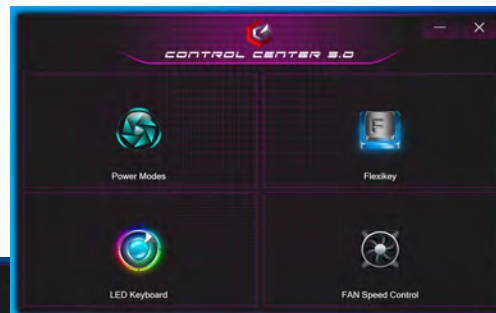 CONTROL CENTER 3.0
Power Modes
Flexikey
F
LED Keyboard
FAN Speed Control